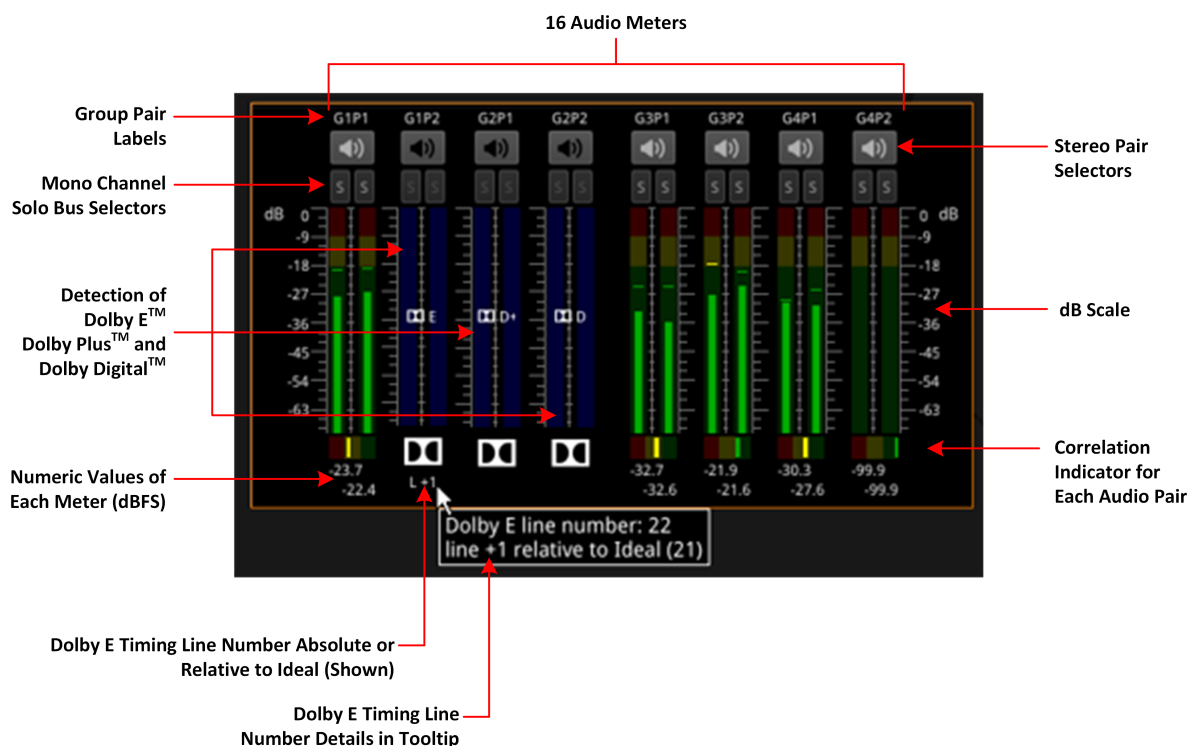 16 Audio Meters
Group Pair
Labels
G1P1 G1P2 G2P1 G2P2 G3P1 G3P2 G4P1 G4P2
Stereo Pair
Selectors
Mono Channel
Solo Bus Selectors
S S S S S S S S S S S S S S S S
dB 0 0 dB
-9 -9
-18 -18
-27 -27
-36 -36
-45 -45
-54 -54
-63 -63
Detection of
Dolby E™
Dolby Plus™ and
Dolby Digital™
E D+ D
dB Scale
Correlation
Indicator for
Each Audio Pair
Numeric Values of
Each Meter (dBFS)
-23.7 -32.7 -21.9 -30.3 -99.9
-22.4 L +1 -32.6 -21.6 -27.6 -99.9
Dolby E line number: 22
line +1 relative to Ideal (21)
Dolby E Timing Line Number Absolute or
Relative to Ideal (Shown)
Dolby E Timing Line
Number Details in Tooltip